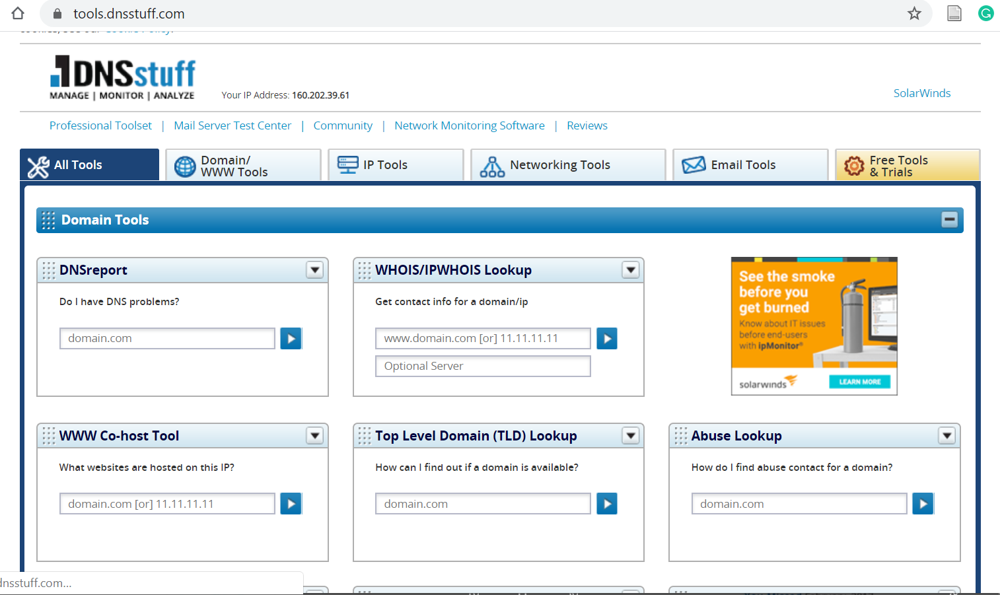 tools.dnsstuff.com
cookies, see our Cookie Policy.
DNSstuff
MANAGE | MONITOR | ANALYZE
Your IP Address: 160.202.39.61
SolarWinds
Professional Toolset | Mail Server Test Center | Community | Network Monitoring Software | Reviews
All Tools
Domain/
WWW Tools
IP Tools
Networking Tools
Email Tools
Free Tools
& Trials
Domain Tools
DNSreport
Do I have DNS problems?
domain.com
WHOIS/IPWHOIS Lookup
Get contact info for a domain/ip
www.domain.com [or] 11.11.11.11
Optional Server
See the smoke
before you
get burned
Know about IT issues
before end-users
with ipMonitor®
solarwinds
LEARN MORE
WWW Co-host Tool
What websites are hosted on this IP?
domain.com [or] 11.11.11.11
Top Level Domain (TLD) Lookup
How can I find out if a domain is available?
domain.com
Abuse Lookup
How do I find abuse contact for a domain?
domain.com
dnsstuff.com...